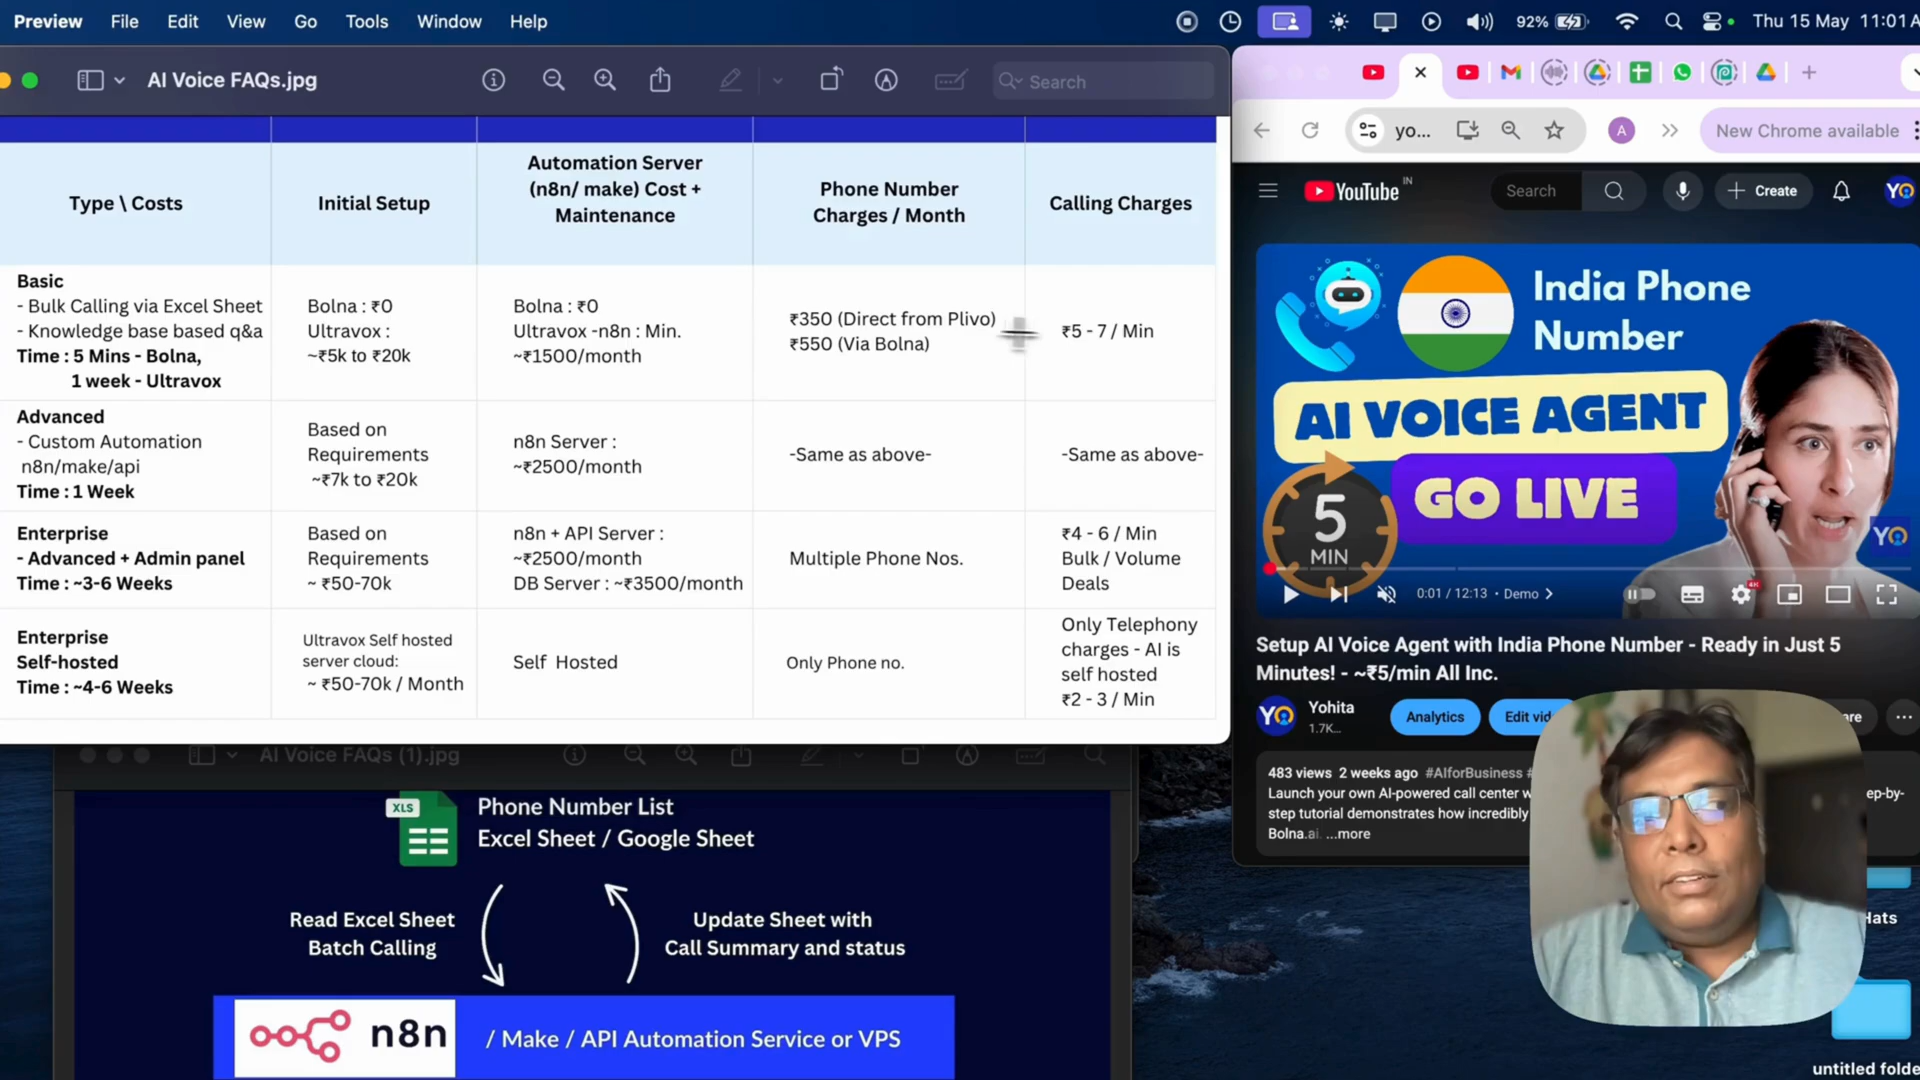 Preview File Edit View Go Tools Window Help
92% Thu 15 May 11:01
AI Voice FAQs.jpg
Search
Type \ Costs
Initial Setup
Automation Server
(n8n/ make) Cost +
Maintenance
Phone Number
Charges / Month
Calling Charges
Basic
- Bulk Calling via Excel Sheet
- Knowledge base based q&a
Time : 5 Mins - Bolna,
1 week - Ultravox
Bolna : ₹0
Ultravox :
~₹5k to ₹20k
Bolna : ₹0
Ultravox -n8n : Min.
~₹1500/month
₹350 (Direct from Plivo)
₹550 (Via Bolna)
₹5 - 7 / Min
Advanced
- Custom Automation
n8n/make/api
Time : 1 Week
Based on
Requirements
~₹7k to ₹20k
n8n Server :
~₹2500/month
-Same as above-
-Same as above-
Enterprise
- Advanced + Admin panel
Time : ~3-6 Weeks
Based on
Requirements
~ ₹50-70k
n8n + API Server :
~₹2500/month
DB Server : ~₹3500/month
Multiple Phone Nos.
₹4 - 6 / Min
Bulk / Volume
Deals
Enterprise
Self-hosted
Time : ~4-6 Weeks
Ultravox Self hosted
server cloud:
~ ₹50-70k / Month
Self Hosted
Only Phone no.
Only Telephony
charges - AI is
self hosted
₹2 - 3 / Min
AI Voice FAQs (1).jpg
XLS
Phone Number List
Excel Sheet / Google Sheet
Read Excel Sheet
Batch Calling
Update Sheet with
Call Summary and status
n8n
/ Make / API Automation Service or VPS
yo...
A
New Chrome available
YouTube IN
Search
Create
YO
India Phone
Number
AI VOICE AGENT
GO LIVE
5
MIN
YO
0:01 / 12:13 • Demo
4K
Setup AI Voice Agent with India Phone Number - Ready in Just 5
Minutes! - ~₹5/min All Inc.
YO
Yohita
1.7K...
Analytics
Edit vid
are
483 views 2 weeks ago #AIforBusiness
Launch your own AI-powered call center w
ep-by-
step tutorial demonstrates how incredibly
Bolna.ai. ...more
Hats
untitled folde